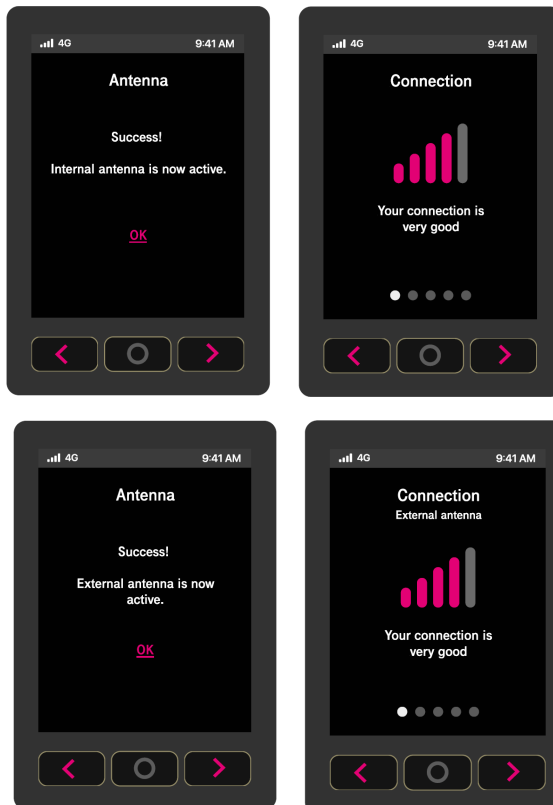 4G 9:41 AM
Antenna
Success!
Internal antenna is now active.
OK
4G 9:41 AM
Connection
Your connection is
very good
4G 9:41 AM
Antenna
Success!
External antenna is now
active.
OK
4G 9:41 AM
Connection
External antenna
Your connection is
very good